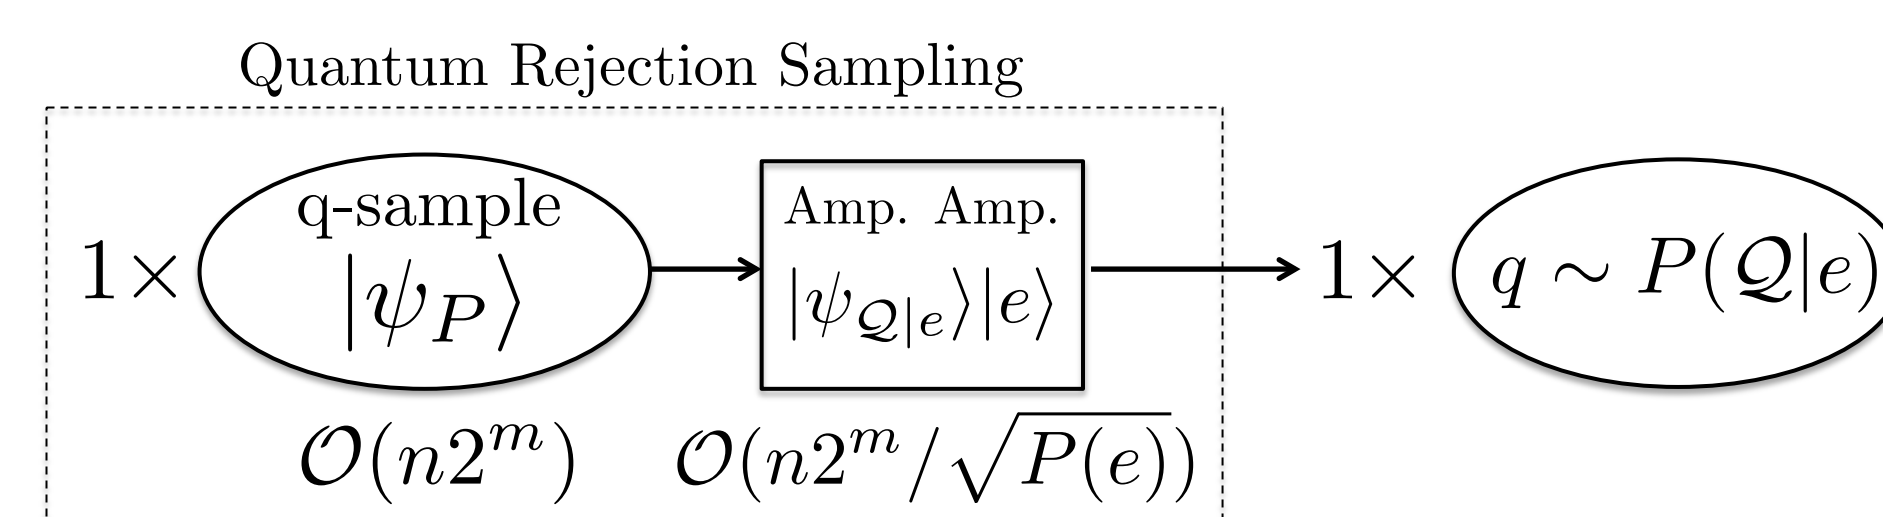 Quantum Rejection Sampling
1×
q-sample
|ψ_P⟩
Amp. Amp.
|ψ_{𝒬|e}⟩|e⟩
1×
q ∼ P(𝒬|e)
𝒪(n2^m)
𝒪(n2^m/√P(e))